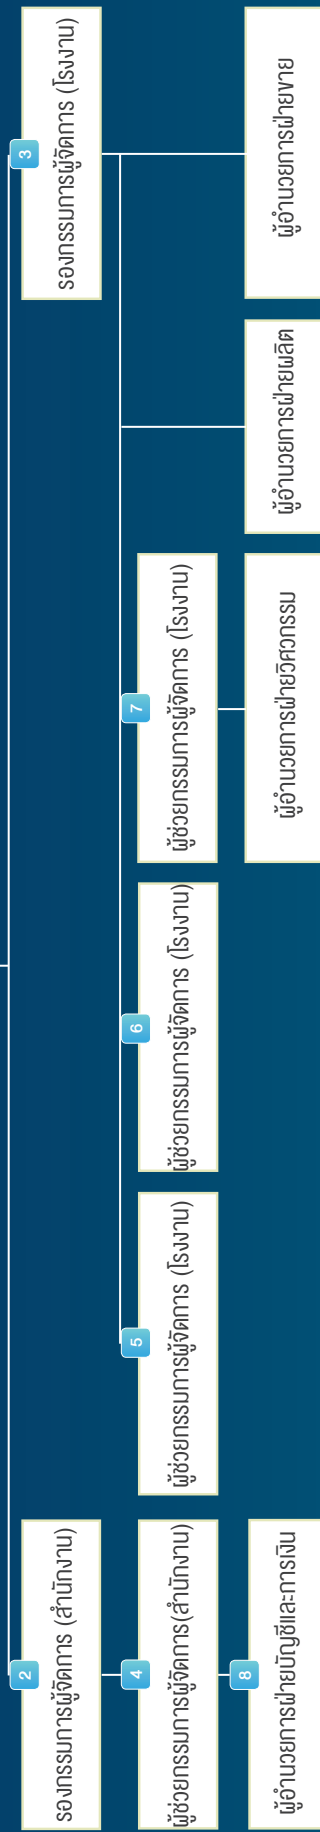 2
รองกรรมการผู้จัดการ (สำนักงาน)
3
รองกรรมการผู้จัดการ (โรงงาน)
4
ผู้ช่วยกรรมการผู้จัดการ(สำนักงาน)
5
ผู้ช่วยกรรมการผู้จัดการ (โรงงาน)
6
ผู้ช่วยกรรมการผู้จัดการ (โรงงาน)
7
ผู้ช่วยกรรมการผู้จัดการ (โรงงาน)
8
ผู้อำนวยการฝ่ายบัญชีและการเงิน
ผู้อำนวยการฝ่ายวิศวกรรม
ผู้อำนวยการฝ่ายผลิต
ผู้อำนวยการฝ่ายขาย